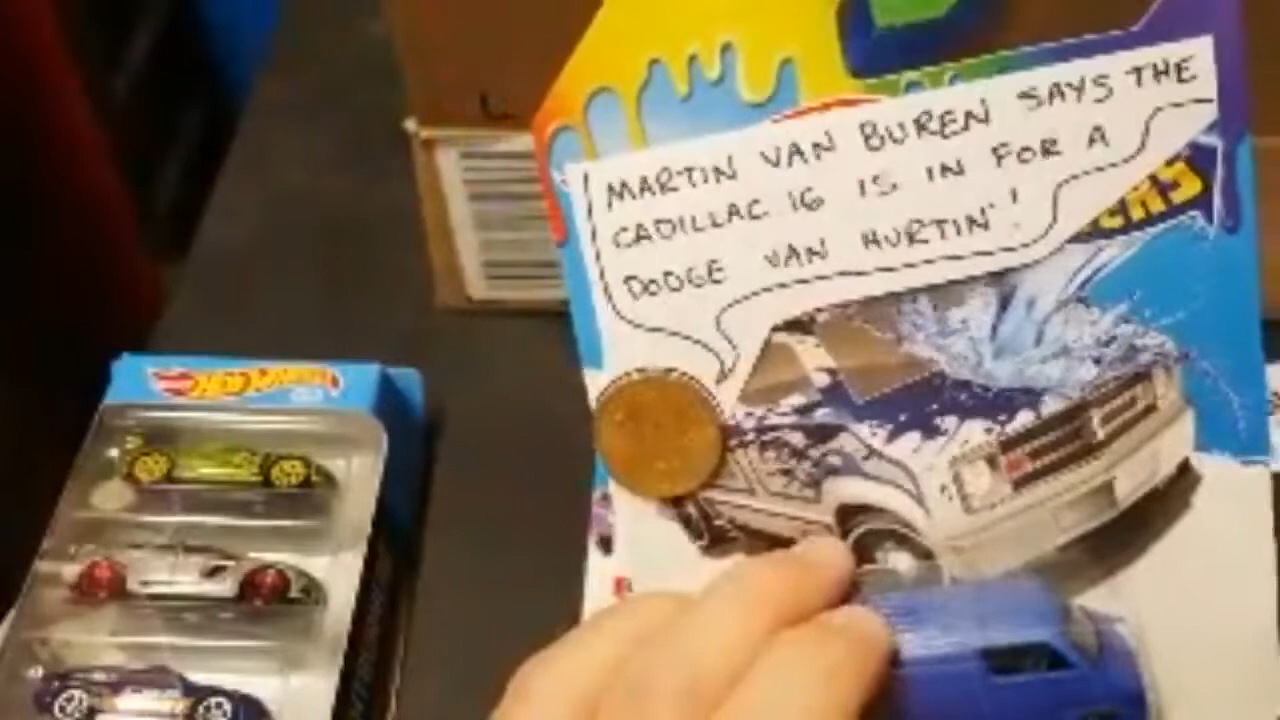 MARTIN VAN BUREN SAYS THE
CADILLAC 16 IS IN FOR A
DODGE VAN HURTIN'!
HOT WHEELS